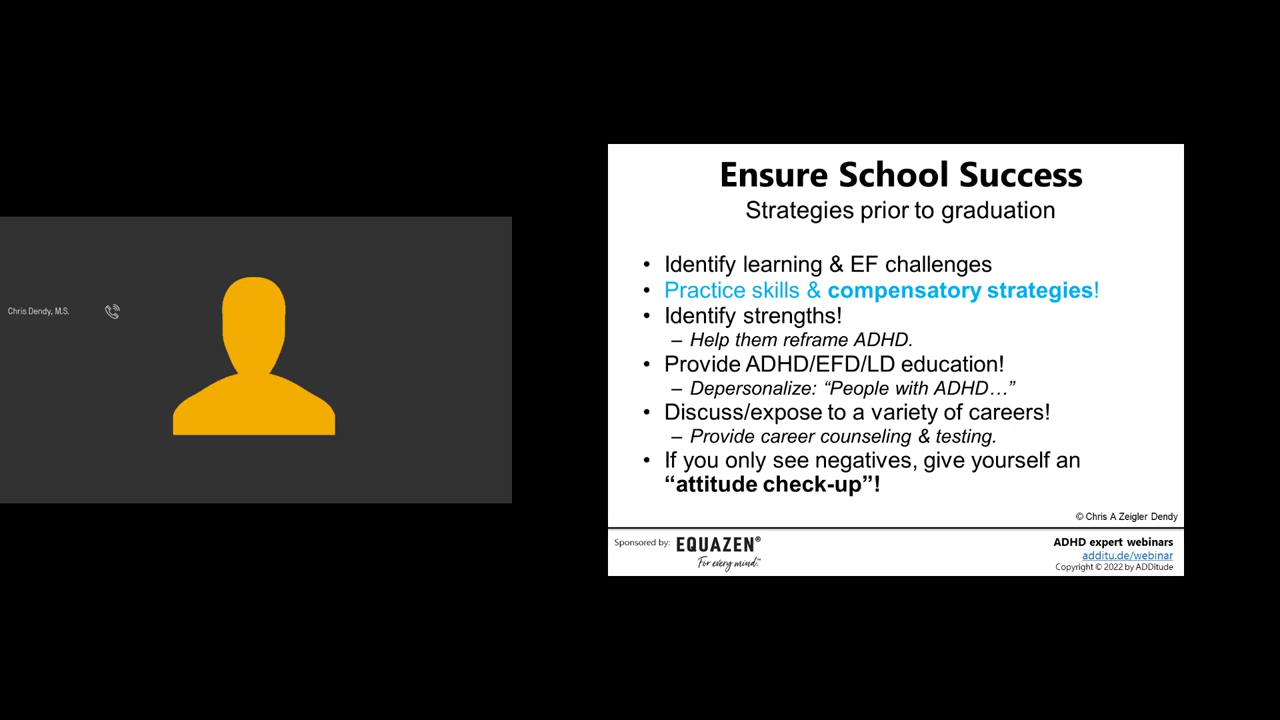 Chris Dendy, M.S.
Ensure School Success
Strategies prior to graduation
• Identify learning & EF challenges
• Practice skills & compensatory strategies!
• Identify strengths!
– Help them reframe ADHD.
• Provide ADHD/EFD/LD education!
– Depersonalize: “People with ADHD…”
• Discuss/expose to a variety of careers!
– Provide career counseling & testing.
• If you only see negatives, give yourself an
“attitude check-up”!
© Chris A Zeigler Dendy
Sponsored by: EQUAZEN®
For every mind.™
ADHD expert webinars
additu.de/webinar
Copyright © 2022 by ADDitude